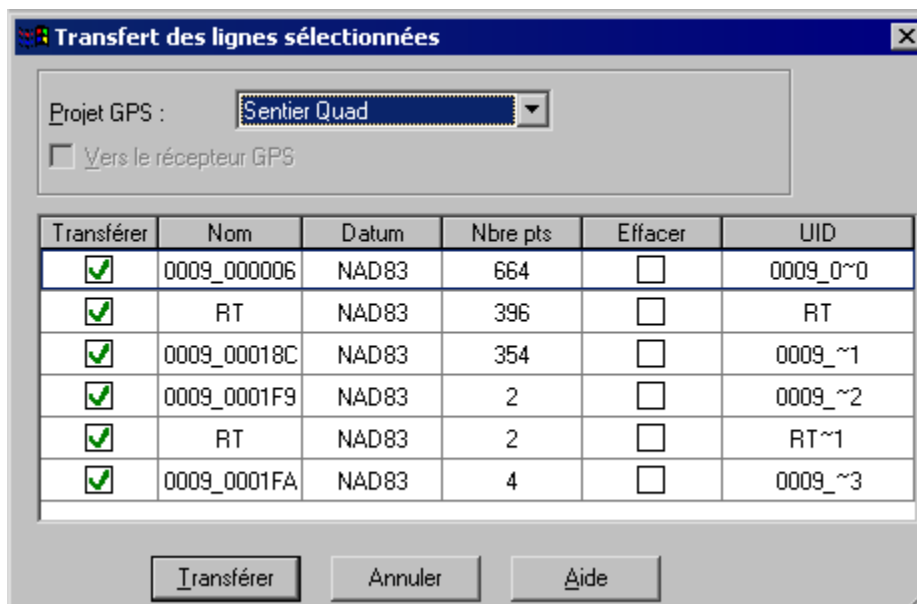 Transfert des lignes sélectionnées
Projet GPS : Sentier Quad
Vers le récepteur GPS
Transférer Nom Datum Nbre pts Effacer UID
0009_000006 NAD83 664 0009_0~0
RT NAD83 396 RT
0009_00018C NAD83 354 0009_~1
0009_0001F9 NAD83 2 0009_~2
RT NAD83 2 RT~1
0009_0001FA NAD83 4 0009_~3
Transférer Annuler Aide